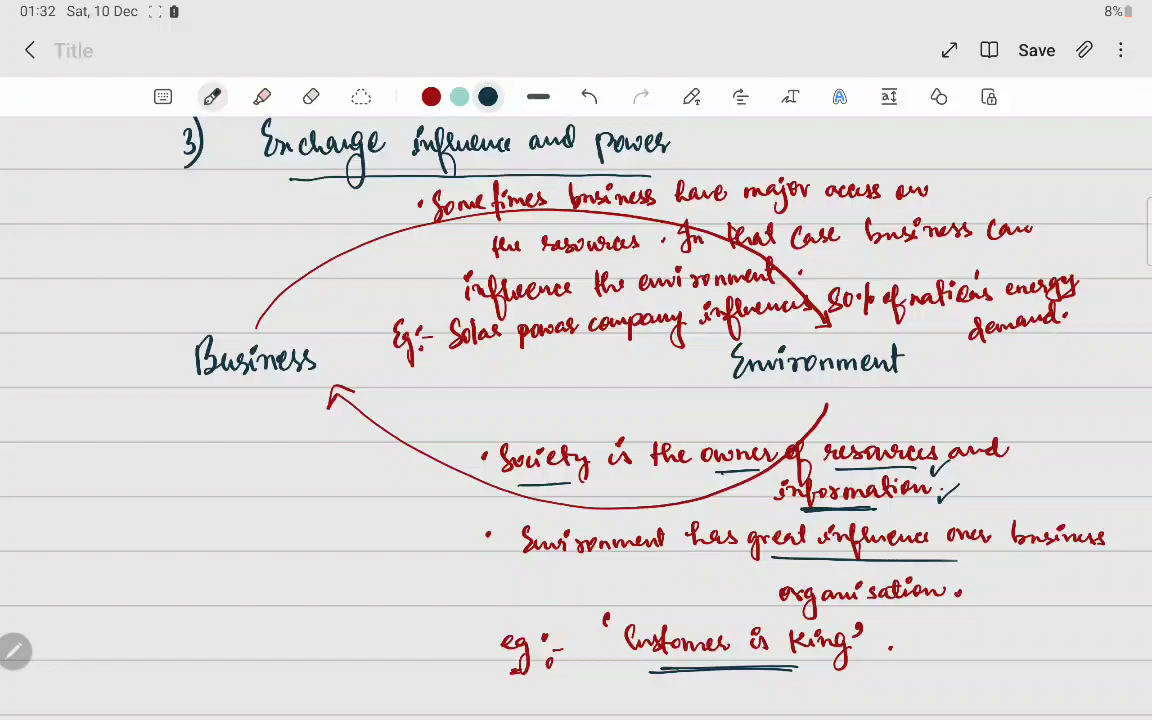 01:32 Sat, 10 Dec
8%
Title
Save
3) Exchange influence and power
• Sometimes business have major access on
the resources. In that case business can
influence the environment.
Eg:- Solar power company influences 80% of nation's energy
demand.
Business
Environment
• Society is the owner of resources and
information.
• Environment has great influence over business
organisation.
eg:- 'Customer is King'.